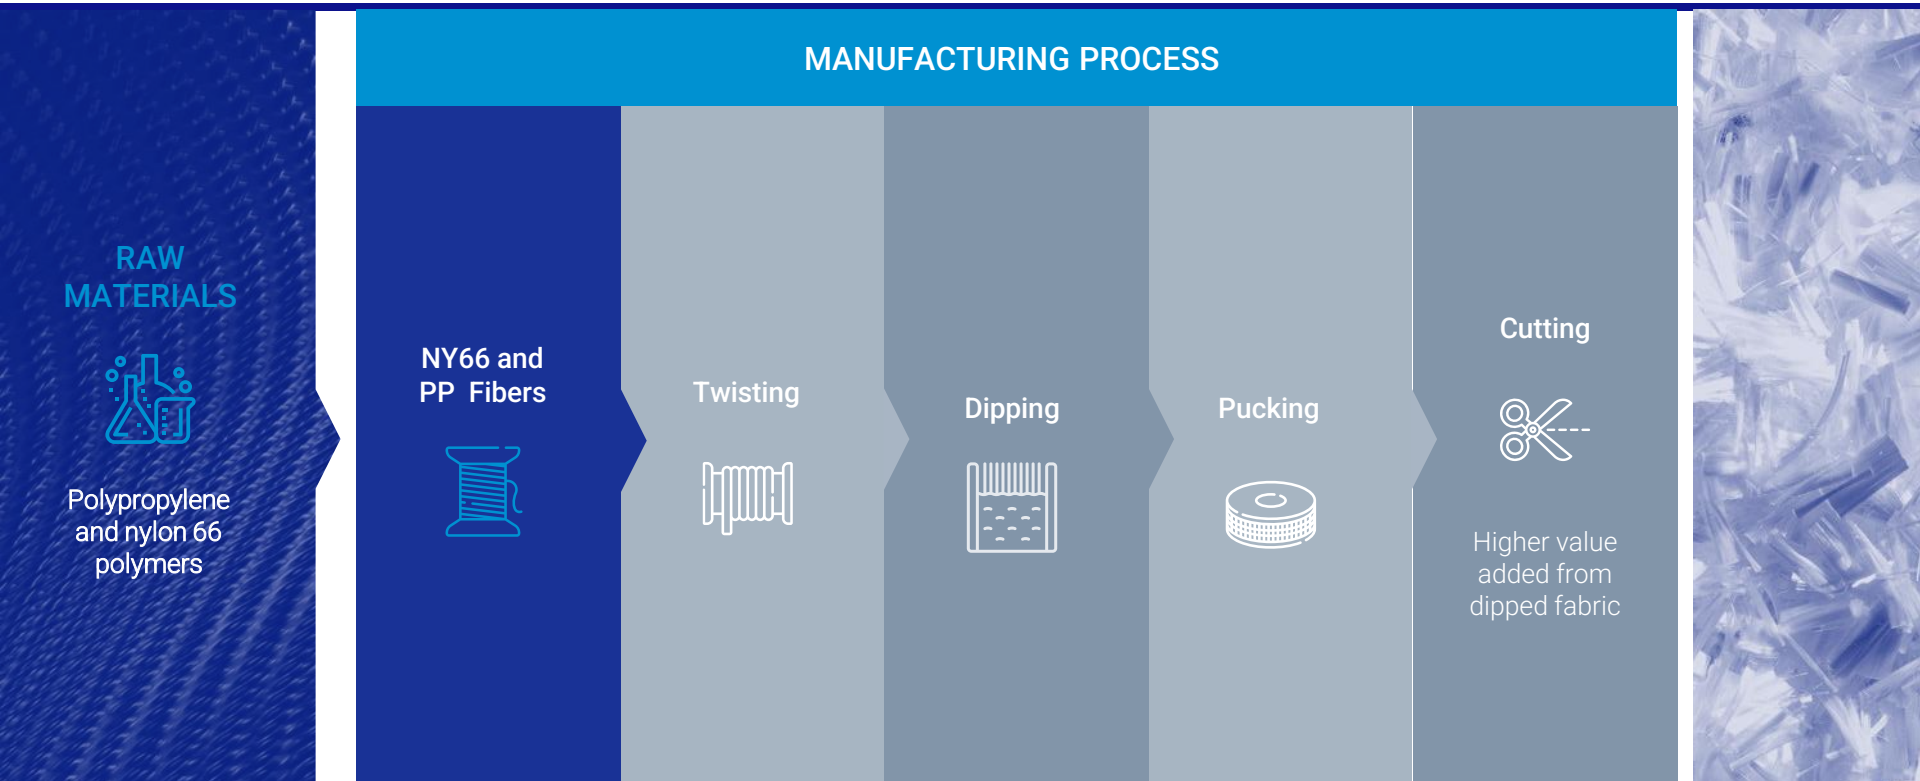 MANUFACTURING PROCESS
RAW
MATERIALS
Polypropylene
and nylon 66
polymers
NY66 and
PP  Fibers
Twisting
Dipping
Pucking
Cutting
Higher value
added from
dipped fabric